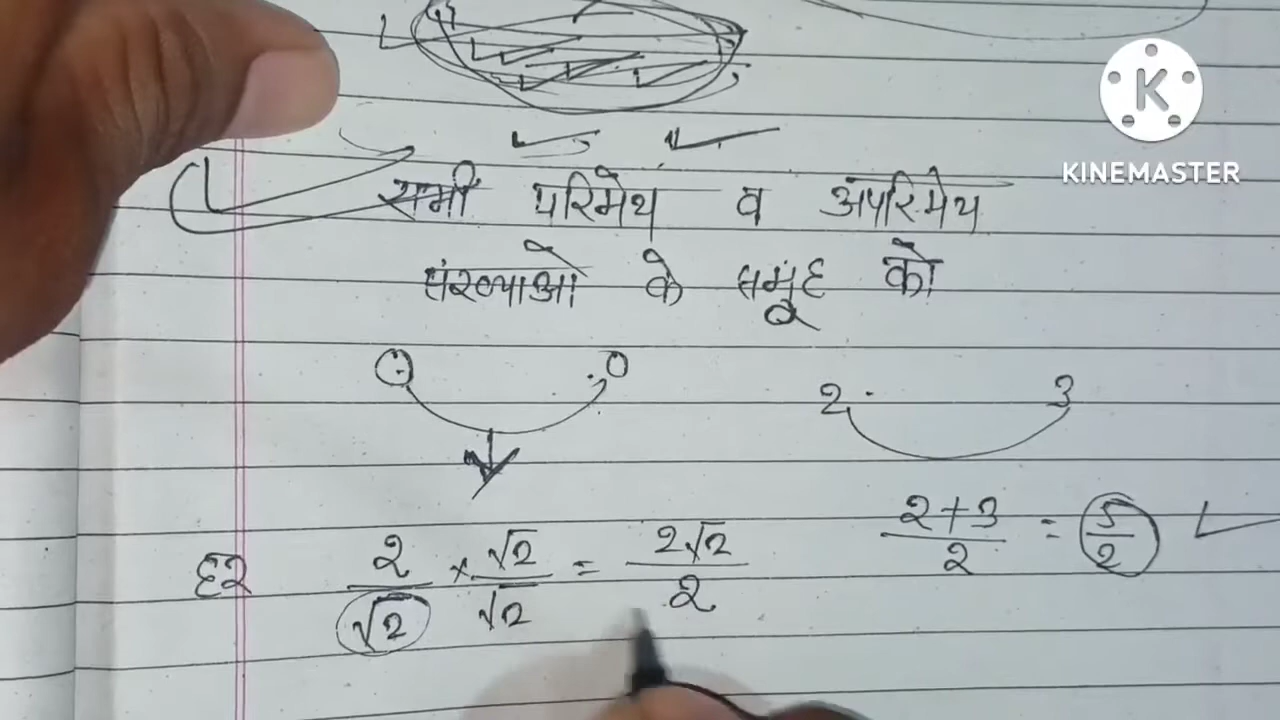 K
KINEMASTER
सभी परिमेय व अपरिमेय
संख्याओं के समूह को
2 3
2+3/2 = 5/2
हर 2/√2 × √2/√2 = 2√2/2